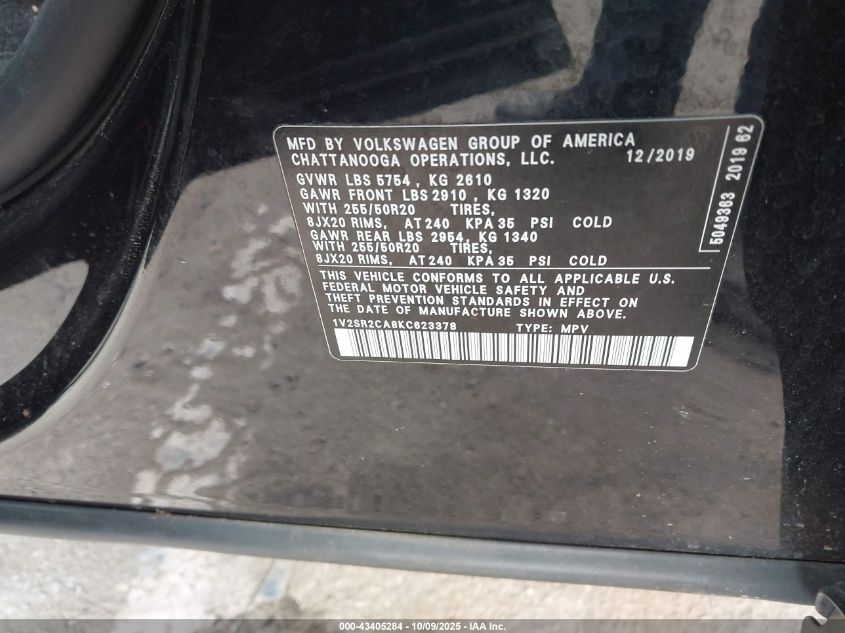 MFD BY VOLKSWAGEN GROUP OF AMERICA
CHATTANOOGA OPERATIONS, LLC. 12/2019
GVWR LBS 5754 , KG 2610
GAWR FRONT LBS 2910 , KG 1320
WITH 255/50R20 TIRES,
8JX20 RIMS, AT 240 KPA 35 PSI COLD
GAWR REAR LBS 2954, KG 1340
WITH 255/50R20 TIRES,
8JX20 RIMS, AT 240 KPA 35 PSI COLD
THIS VEHICLE CONFORMS TO ALL APPLICABLE U.S.
FEDERAL MOTOR VEHICLE SAFETY AND
THEFT PREVENTION STANDARDS IN EFFECT ON
THE DATE OF MANUFACTURE SHOWN ABOVE.
1V2SR2CA8KC623378 TYPE: MPV
5049363 2019 62
000-43405284 - 10/09/2025 - IAA Inc.